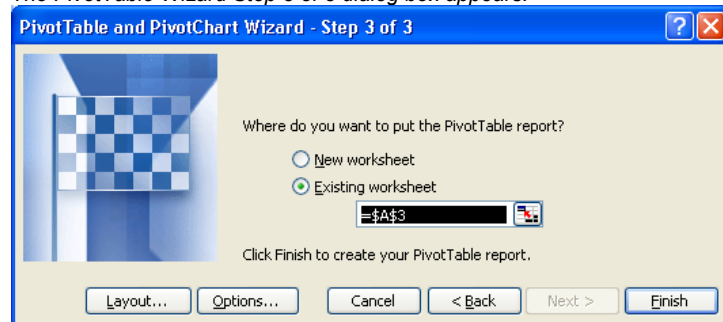 The PivotTable Wizard Step 3 of 3 dialog box appears.
PivotTable and PivotChart Wizard - Step 3 of 3
Where do you want to put the PivotTable report?
New worksheet
Existing worksheet
=$A$3
Click Finish to create your PivotTable report.
Layout... Options... Cancel < Back Next > Finish